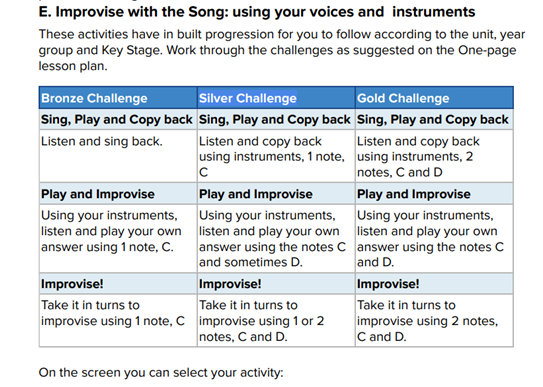 E. Improvise with the Song: using your voices and instruments
These activities have in built progression for you to follow according to the unit, year
group and Key Stage. Work through the challenges as suggested on the One-page
lesson plan.
Bronze Challenge Silver Challenge Gold Challenge
Sing, Play and Copy back Sing, Play and Copy back Sing, Play and Copy back
Listen and sing back. Listen and copy back Listen and copy back
using instruments, 1 note, using instruments, 2
C notes, C and D
Play and Improvise Play and Improvise Play and Improvise
Using your instruments, Using your instruments, Using your instruments,
listen and play your own listen and play your own listen and play your own
answer using 1 note, C. answer using the notes C answer using the notes C
and sometimes D. and D.
Improvise! Improvise! Improvise!
Take it in turns to Take it in turns to Take it in turns to
improvise using 1 note, C improvise using 1 or 2 improvise using 2 notes,
notes, C and D. C and D.
On the screen you can select your activity: